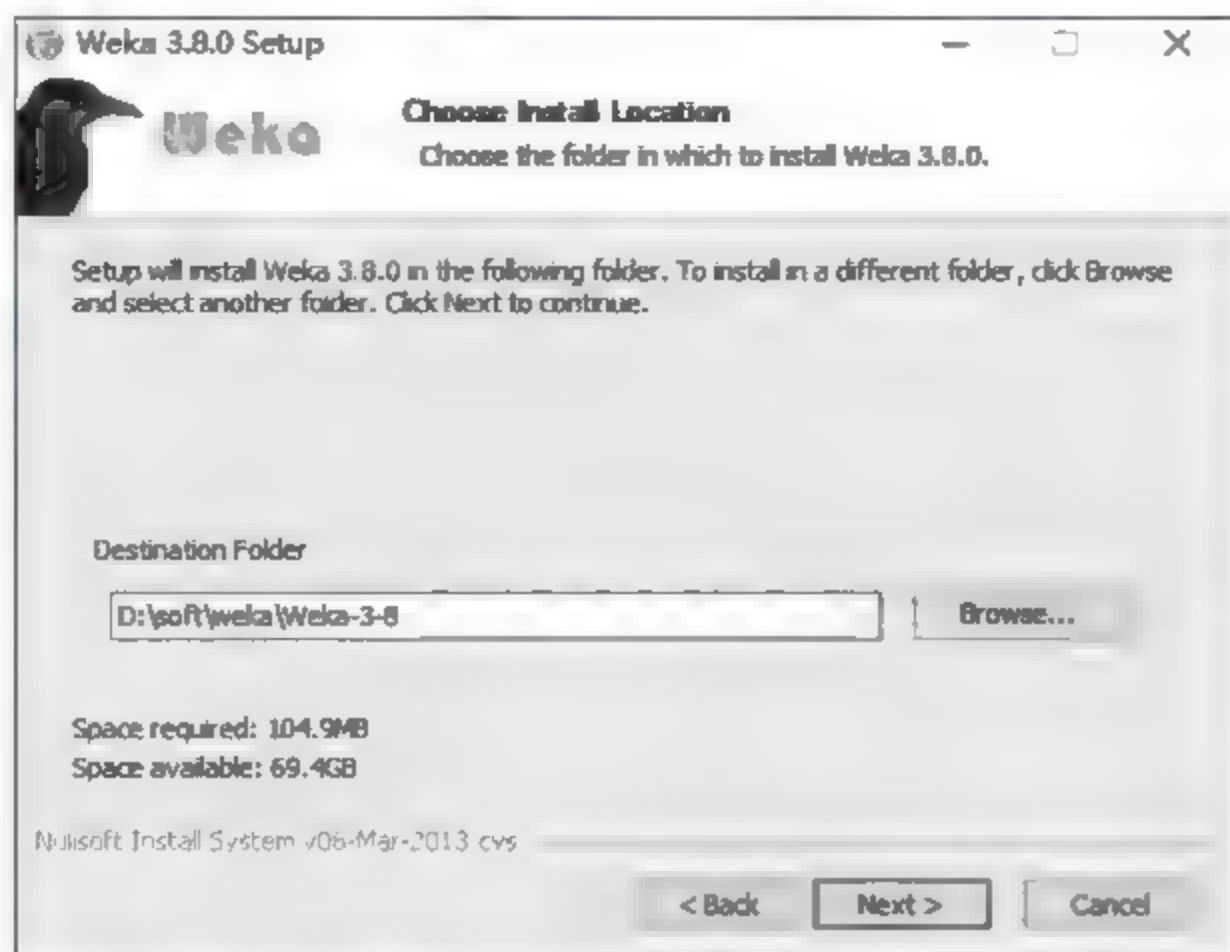 Weka 3.8.0 Setup
Weka
Choose Install Location
Choose the folder in which to install Weka 3.8.0.
Setup will install Weka 3.8.0 in the following folder. To install in a different folder, click Browse
and select another folder. Click Next to continue.
Destination Folder
D:\soft\weka\Weka-3-8
Browse...
Space required: 104.9MB
Space available: 69.4GB
Nullsoft Install System v06-Mar-2013.cvs
< Back
Next >
Cancel